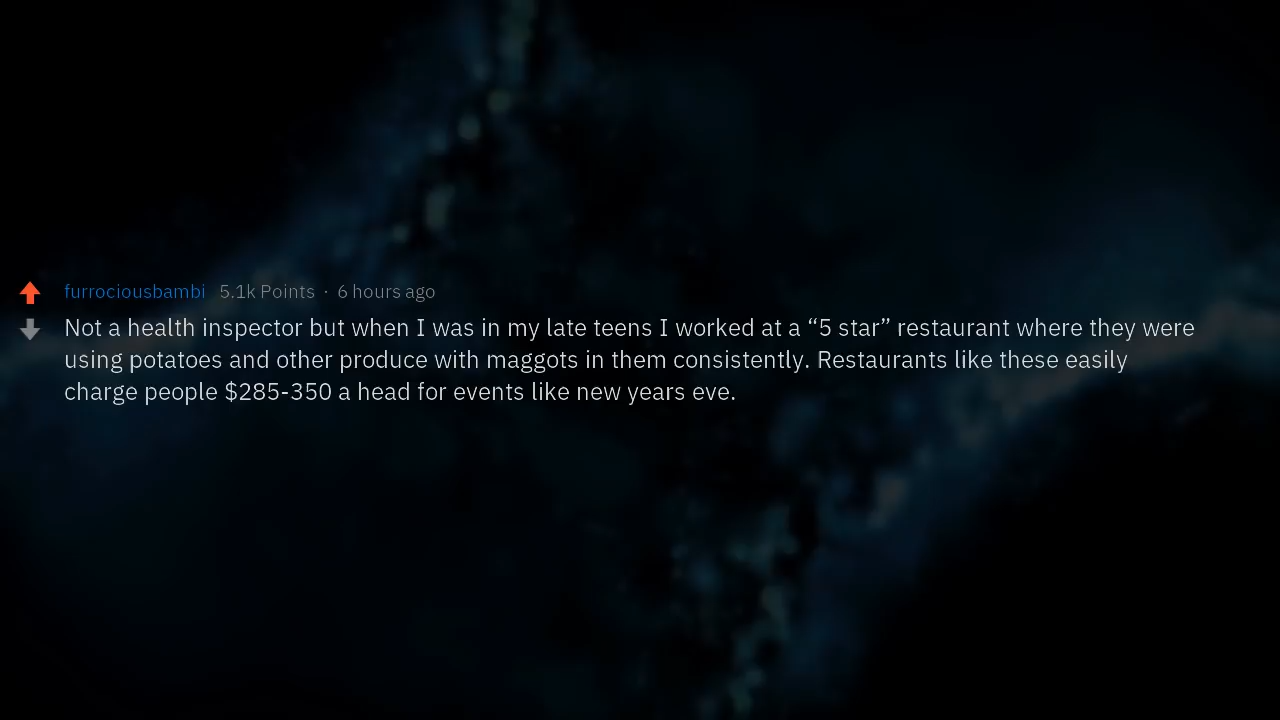 furrociousbambi 5.1k Points · 6 hours ago
Not a health inspector but when I was in my late teens I worked at a “5 star” restaurant where they were
using potatoes and other produce with maggots in them consistently. Restaurants like these easily
charge people $285-350 a head for events like new years eve.